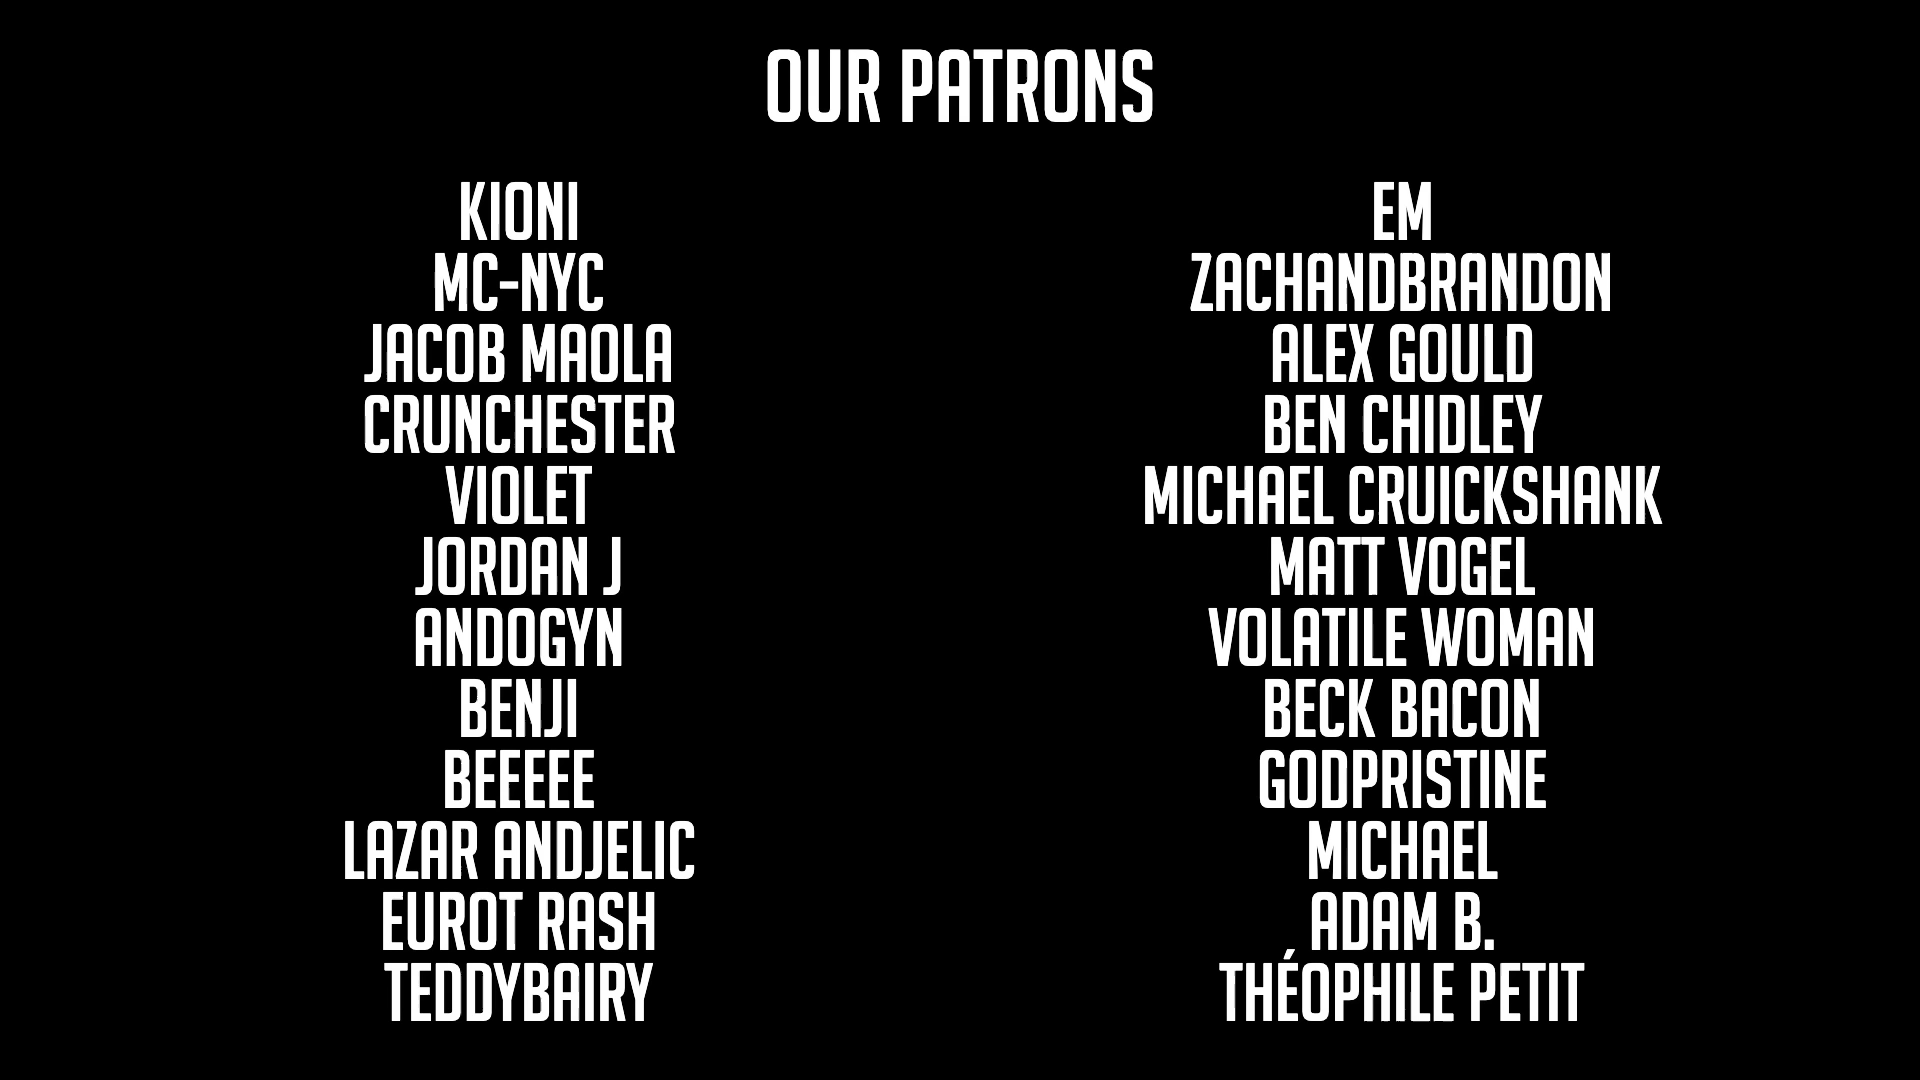 OUR PATRONS
KIONI
MC-NYC
JACOB MAOLA
CRUNCHESTER
VIOLET
JORDAN J
ANDOGYN
BENJI
BEEEEE
LAZAR ANDJELIC
EUROT RASH
TEDDYBAIRY
EM
ZACHANDBRANDON
ALEX GOULD
BEN CHIDLEY
MICHAEL CRUICKSHANK
MATT VOGEL
VOLATILE WOMAN
BECK BACON
GODPRISTINE
MICHAEL
ADAM B.
THÉOPHILE PETIT